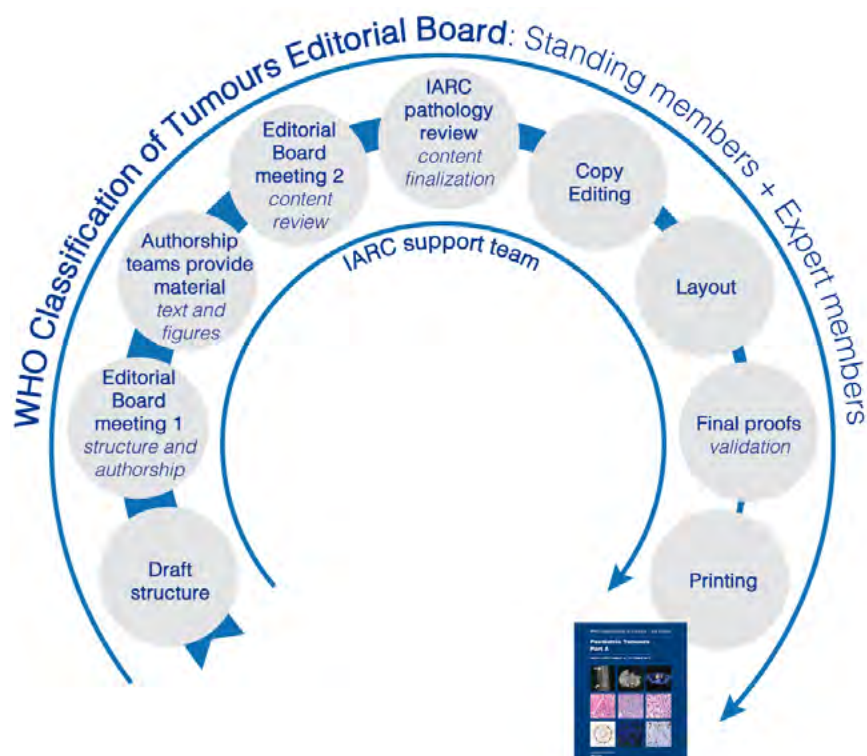 WHO Classification of Tumours Editorial Board: Standing members + Expert members
IARC support team
Draft
structure
Editorial
Board
meeting 1
structure and
authorship
Authorship
teams provide
material
text and
figures
Editorial
Board
meeting 2
content
review
IARC
pathology
review
content
finalization
Copy
Editing
Layout
Final proofs
validation
Printing
Paediatric Tumours
Part A